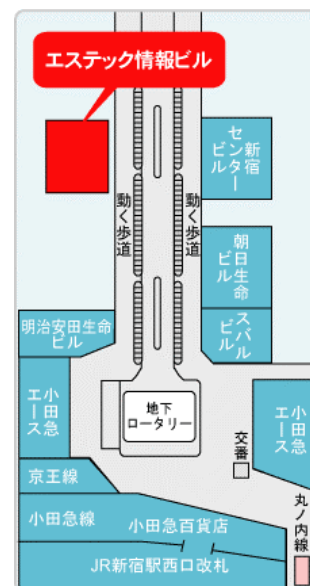 エステック情報ビル
新宿
センター
ビル
動く歩道
動く歩道
朝日生命
ビル
スバル
ビル
明治安田生命
ビル
小田急
エース
地下
ロータリー
小田急
エース
交番
京王線
丸ノ内線
小田急線
小田急百貨店
JR新宿駅西口改札